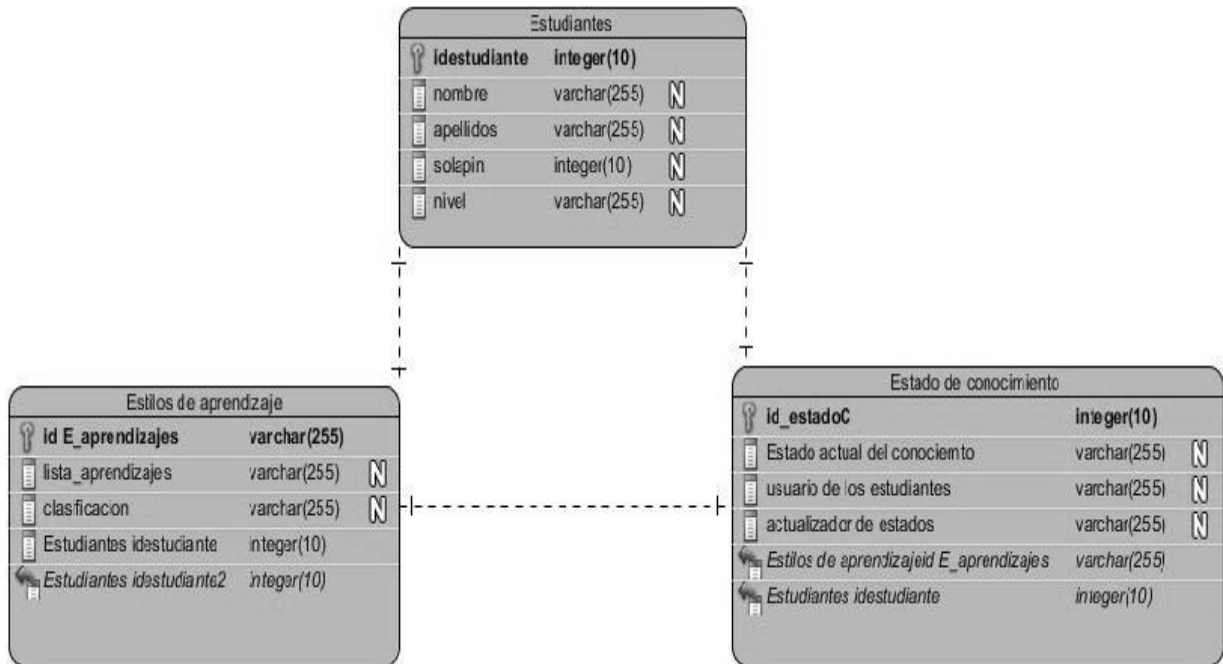 Estudiantes
idestudiante integer(10)
nombre varchar(255) N
apellidos varchar(255) N
solapin integer(10) N
nivel varchar(255) N
Estilos de aprendizaje
id E_aprendizajes varchar(255)
lista_aprendizajes varchar(255) N
clasificacion varchar(255) N
Estudiantes idestudiante integer(10)
Estudiantes idestudiante2 integer(10)
Estado de conocimiento
id_estadoC integer(10)
Estado actual del conociemto varchar(255) N
usuario de los estudiantes varchar(255) N
actualizador de estados varchar(255) N
Estilos de aprendizajeid E_aprendizajes varchar(255)
Estudiantes idestudiante integer(10)